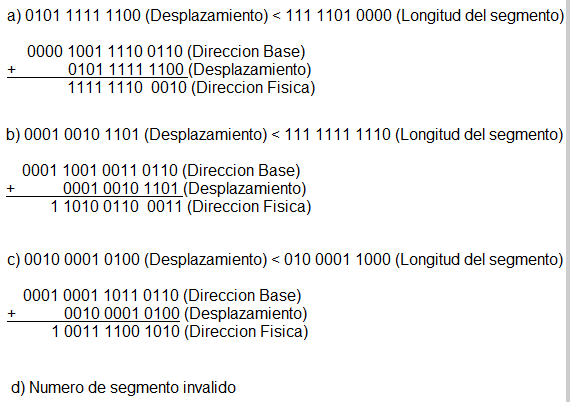 a) 0101 1111 1100 (Desplazamiento) < 111 1101 0000 (Longitud del segmento)
0000 1001 1110 0110 (Direccion Base)
+ 0101 1111 1100 (Desplazamiento)
1111 1110 0010 (Direccion Fisica)
b) 0001 0010 1101 (Desplazamiento) < 111 1111 1110 (Longitud del segmento)
0001 1001 0011 0110 (Direccion Base)
+ 0001 0010 1101 (Desplazamiento)
1 1010 0110 0011 (Direccion Fisica)
c) 0010 0001 0100 (Desplazamiento) < 010 0001 1000 (Longitud del segmento)
0001 0001 1011 0110 (Direccion Base)
+ 0010 0001 0100 (Desplazamiento)
1 0011 1100 1010 (Direccion Fisica)
d) Numero de segmento invalido